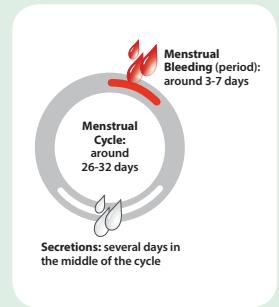 Menstrual
Bleeding (period):
around 3-7 days
Menstrual
Cycle:
around
26-32 days
Secretions: several days in
the middle of the cycle